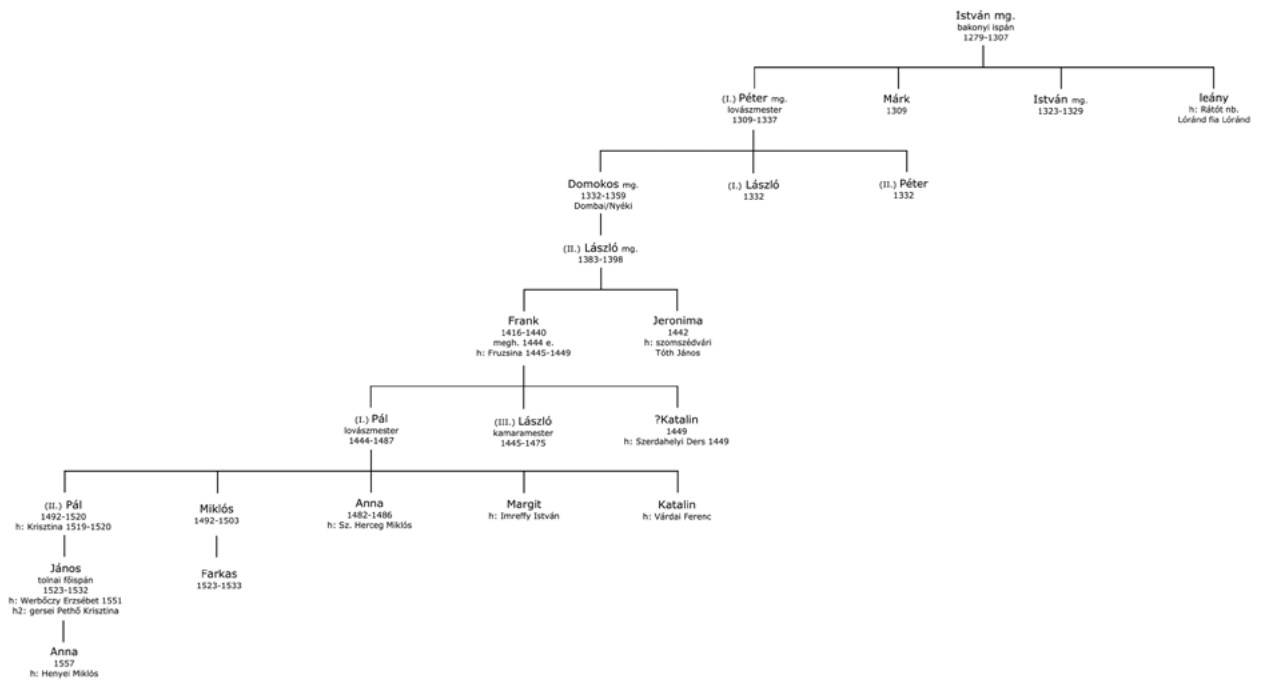 István mg.
bakonyi ispán
1279-1307
(I.) Péter mg.
lovászmester
1309-1337
Márk
1309
István mg.
1323-1329
leány
h: Rátót nb.
Lóránd fia Lóránd
Domokos mg.
1332-1359
Dombai/Nyéki
(I.) László
1332
(II.) Péter
1332
(II.) László mg.
1383-1398
Frank
1416-1440
megh. 1444 e.
h: Fruzsina 1445-1449
Jeronima
1442
h: szomszédvári
Tóth János
(I.) Pál
lovászmester
1444-1487
(III.) László
kamaramester
1445-1475
?Katalin
1449
h: Szerdahelyi Ders 1449
(II.) Pál
1492-1520
h: Krisztina 1519-1520
Miklós
1492-1503
Anna
1482-1486
h: Sz. Herceg Miklós
Margit
h: Imreffy István
Katalin
h: Várdai Ferenc
János
tolnai főispán
1523-1532
h: Werbőczy Erzsébet 1551
h2: gersei Pethő Krisztina
Farkas
1523-1533
Anna
1557
h: Henyei Miklós